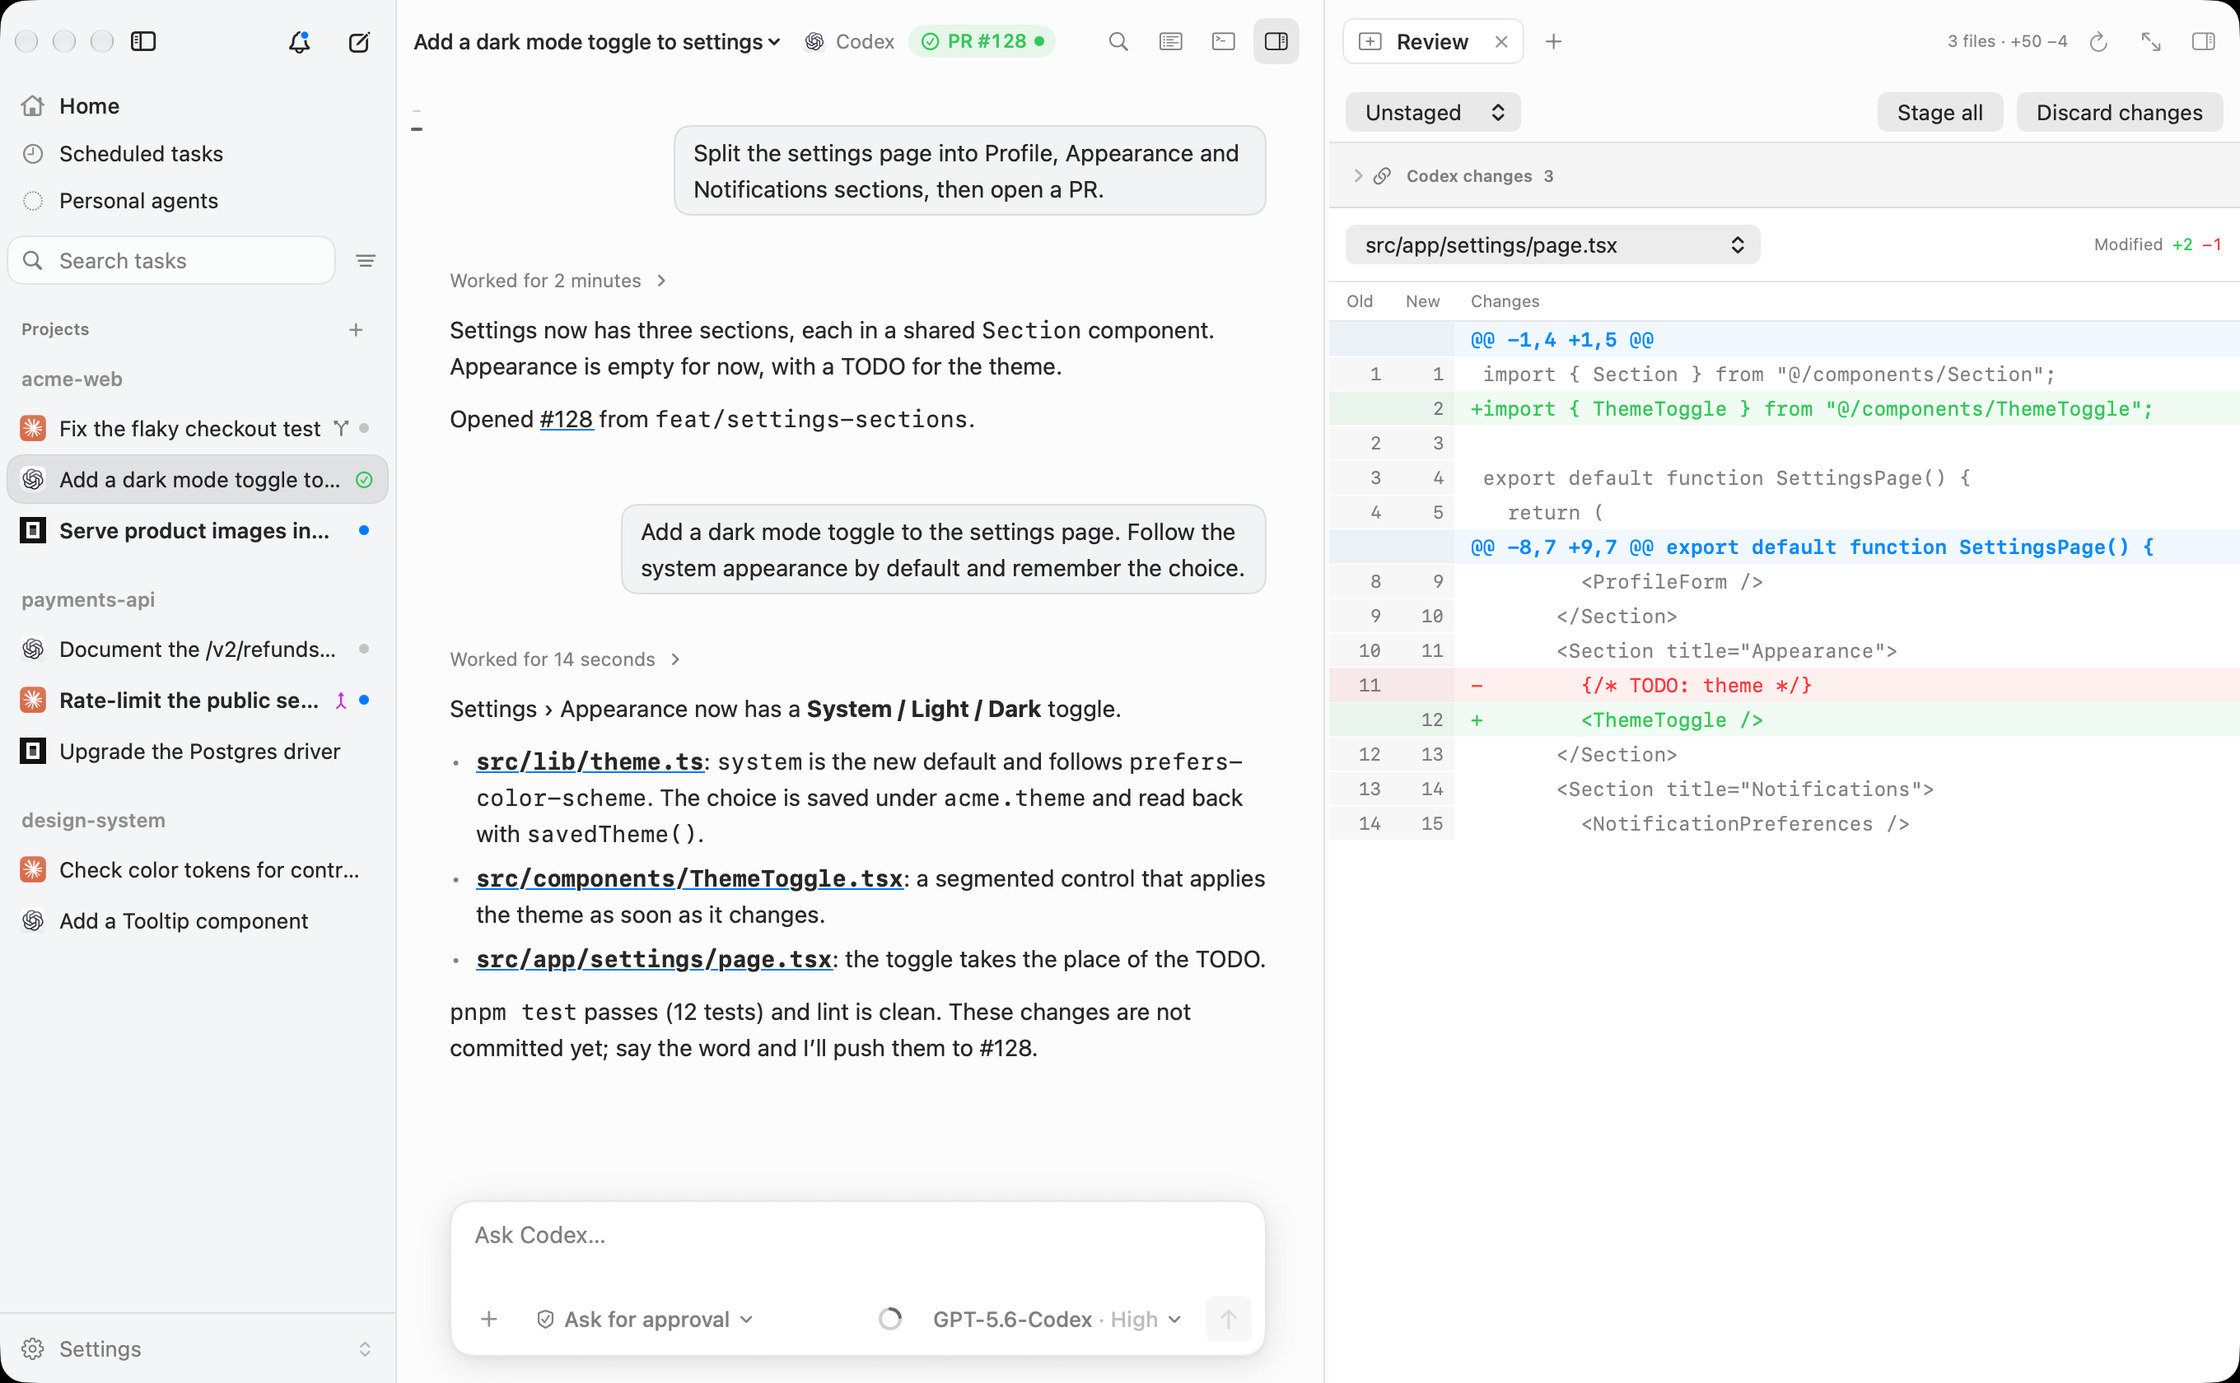 Home
Scheduled tasks
Personal agents
Search tasks
Projects
acme-web
Fix the flaky checkout test
Add a dark mode toggle to...
Serve product images in...
payments-api
Document the /v2/refunds...
Rate-limit the public se...
Upgrade the Postgres driver
design-system
Check color tokens for contr...
Add a Tooltip component
Settings
Add a dark mode toggle to settings
Codex
PR #128
Split the settings page into Profile, Appearance and
Notifications sections, then open a PR.
Worked for 2 minutes
Settings now has three sections, each in a shared Section component.
Appearance is empty for now, with a TODO for the theme.
Opened #128 from feat/settings-sections.
Add a dark mode toggle to the settings page. Follow the
system appearance by default and remember the choice.
Worked for 14 seconds
Settings › Appearance now has a System / Light / Dark toggle.
• src/lib/theme.ts: system is the new default and follows prefers-
color-scheme. The choice is saved under acme.theme and read back
with savedTheme().
• src/components/ThemeToggle.tsx: a segmented control that applies
the theme as soon as it changes.
• src/app/settings/page.tsx: the toggle takes the place of the TODO.
pnpm test passes (12 tests) and lint is clean. These changes are not
committed yet; say the word and I’ll push them to #128.
Ask Codex...
Ask for approval
GPT-5.6-Codex · High
Review
3 files · +50 −4
Unstaged
Stage all
Discard changes
Codex changes 3
src/app/settings/page.tsx
Modified +2 −1
Old New Changes
@@ −1,4 +1,5 @@
1 1 import { Section } from "@/components/Section";
2 +import { ThemeToggle } from "@/components/ThemeToggle";
2 3
3 4 export default function SettingsPage() {
4 5 return (
@@ −8,7 +9,7 @@ export default function SettingsPage() {
8 9 <ProfileForm />
9 10 </Section>
10 11 <Section title="Appearance">
11 − {/* TODO: theme */}
12 + <ThemeToggle />
12 13 </Section>
13 14 <Section title="Notifications">
14 15 <NotificationPreferences />